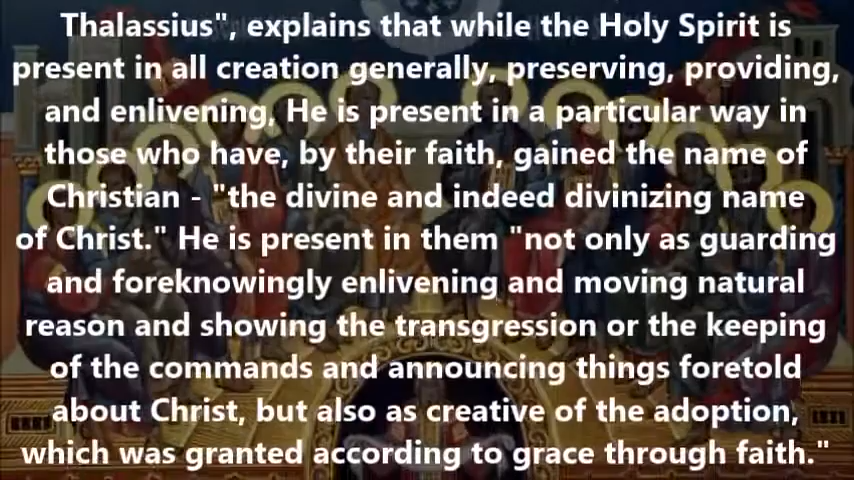 Thalassius", explains that while the Holy Spirit is
present in all creation generally, preserving, providing,
and enlivening, He is present in a particular way in
those who have, by their faith, gained the name of
Christian - "the divine and indeed divinizing name
of Christ." He is present in them "not only as guarding
and foreknowingly enlivening and moving natural
reason and showing the transgression or the keeping
of the commands and announcing things foretold
about Christ, but also as creative of the adoption,
which was granted according to grace through faith."